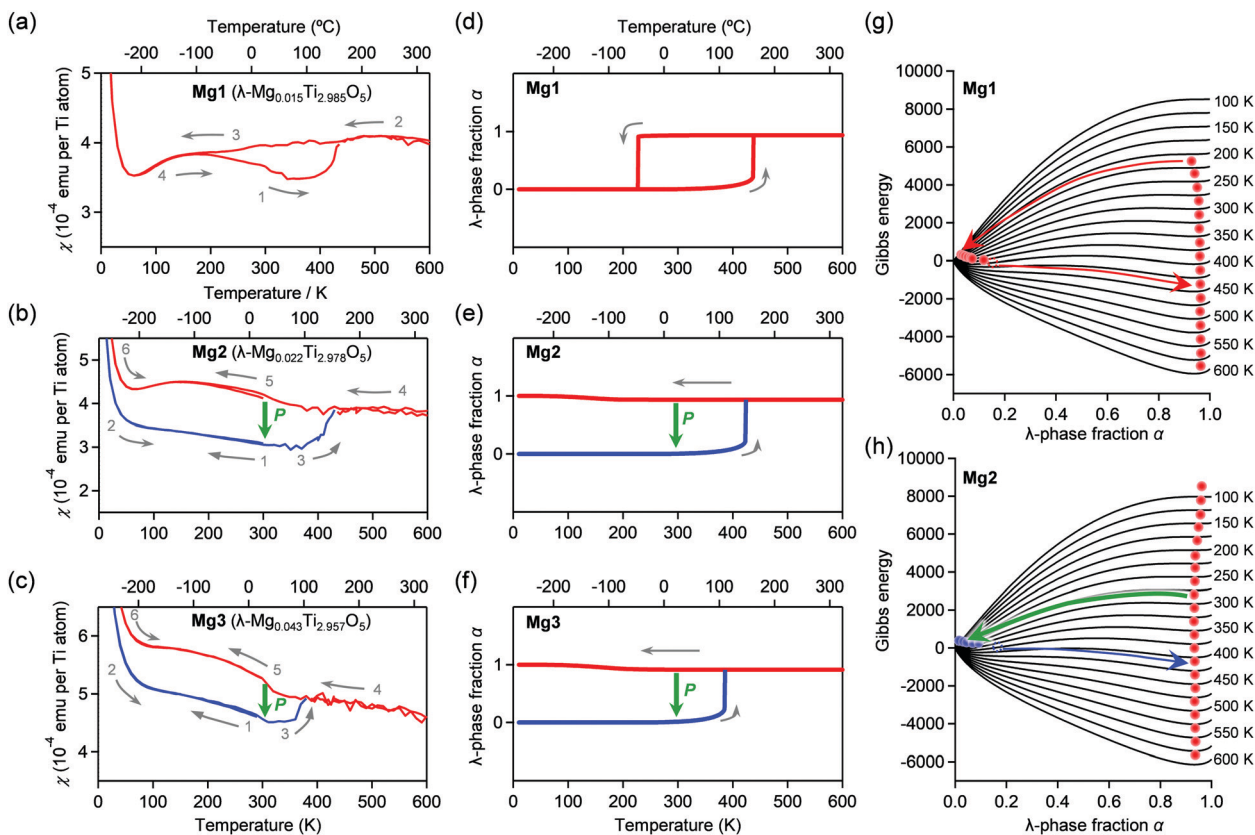 (a)
Temperature (ºC)
-200 -100 0 100 200 300
Mg1 (λ-Mg0.015Ti2.985O5)
χ (10-4 emu per Ti atom)
5
4
3
1
2
3
4
0 100 200 300 400 500 600
Temperature / K
(b)
-200 -100 0 100 200 300
Mg2 (λ-Mg0.022Ti2.978O5)
χ (10-4 emu per Ti atom)
5
4
3
2
6
5
4
P
2
1
3
0 100 200 300 400 500 600
(c)
-200 -100 0 100 200 300
Mg3 (λ-Mg0.043Ti2.957O5)
χ (10-4 emu per Ti atom)
6
5
4
6
5
4
P
2
1
3
0 100 200 300 400 500 600
Temperature (K)
(d)
Temperature (ºC)
-200 -100 0 100 200 300
Mg1
λ-phase fraction α
1
0
0 100 200 300 400 500 600
(e)
-200 -100 0 100 200 300
Mg2
λ-phase fraction α
1
0
P
0 100 200 300 400 500 600
(f)
-200 -100 0 100 200 300
Mg3
λ-phase fraction α
1
0
P
0 100 200 300 400 500 600
Temperature (K)
(g)
Mg1
Gibbs energy
10000
8000
6000
4000
2000
0
-2000
-4000
-6000
100 K
150 K
200 K
250 K
300 K
350 K
400 K
450 K
500 K
550 K
600 K
0.0 0.2 0.4 0.6 0.8 1.0
λ-phase fraction α
(h)
Mg2
Gibbs energy
10000
8000
6000
4000
2000
0
-2000
-4000
-6000
100 K
150 K
200 K
250 K
300 K
350 K
400 K
450 K
500 K
550 K
600 K
0.0 0.2 0.4 0.6 0.8 1.0
λ-phase fraction α